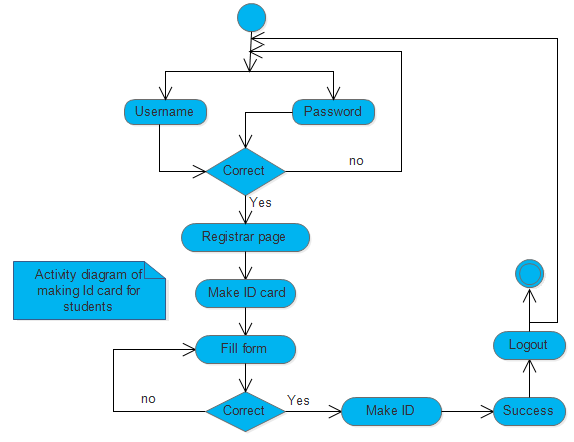 Username
Password
Correct
no
Yes
Registrar page
Activity diagram of
making Id card for
students
Make ID card
Fill form
Logout
no
Correct
Yes
Make ID
Success